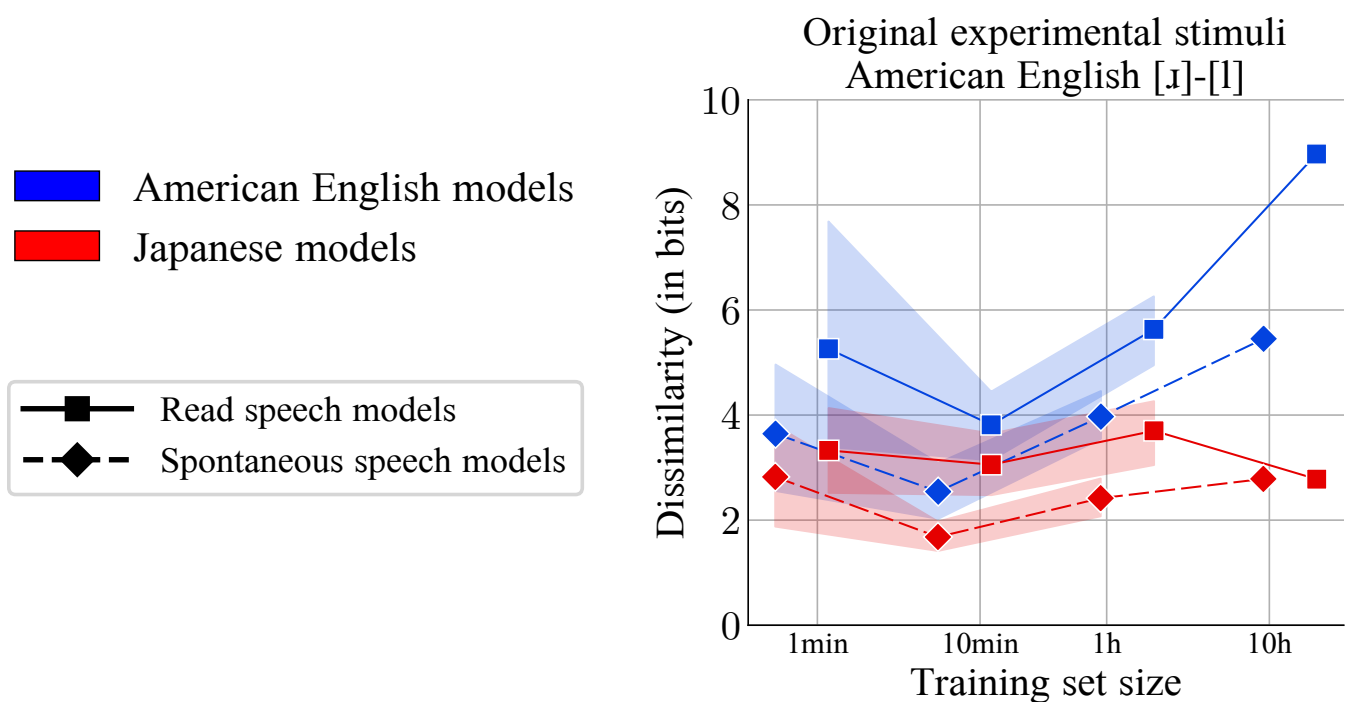 American English models
Japanese models
Read speech models
Spontaneous speech models
Original experimental stimuli
American English [ɹ]-[l]
Dissimilarity (in bits)
10
8
6
4
2
0
1min 10min 1h 10h
Training set size